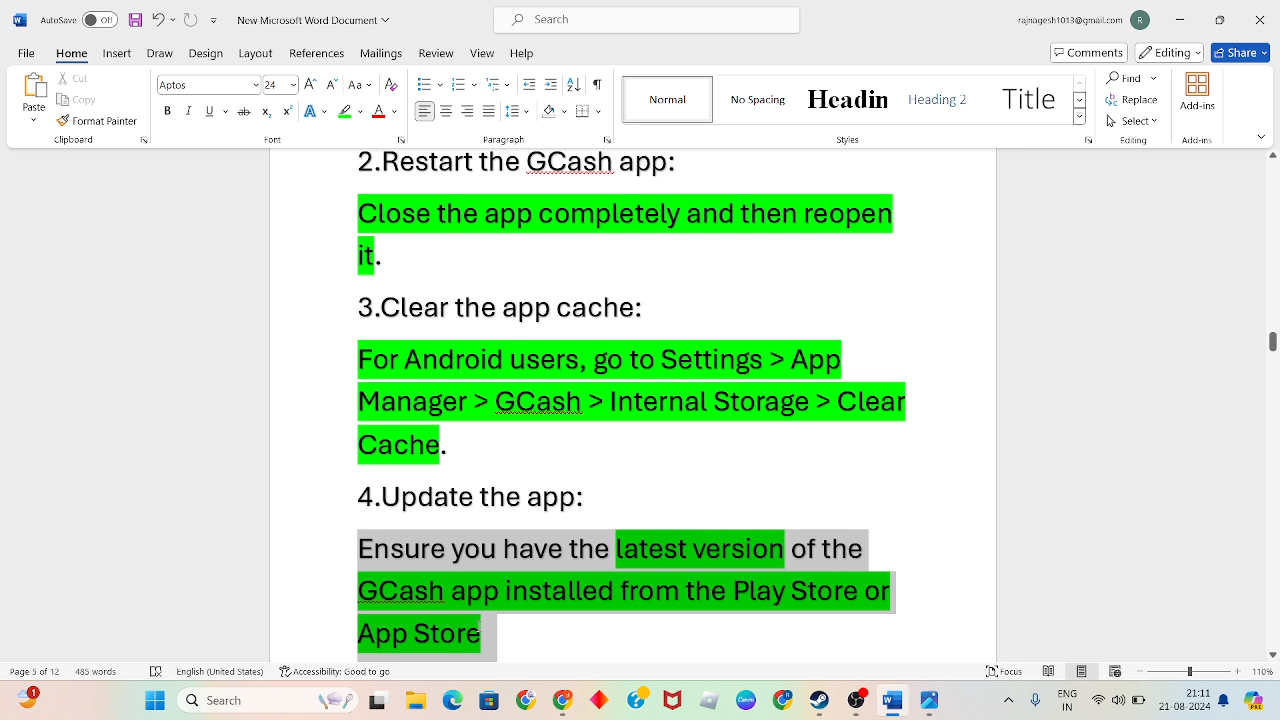 AutoSave Off New Microsoft Word Document Search rajnagesh1013@gmail.com R
File Home Insert Draw Design Layout References Mailings Review View Help Comments Editing Share
Paste Cut Copy Format Painter Clipboard
Aptos 24 Font
Paragraph
Normal No Spacing Headin Heading 2 Title Styles
Find Replace Select Editing
Add-ins Add-ins
2.Restart the GCash app:
Close the app completely and then reopen
it.
3.Clear the app cache:
For Android users, go to Settings > App
Manager > GCash > Internal Storage > Clear
Cache.
4.Update the app:
Ensure you have the latest version of the
GCash app installed from the Play Store or
App Store
Page 5 of 12 485 words English (United States) Accessibility: Good to go Focus 110%
1 Search ENG
IN 13:11
21-08-2024